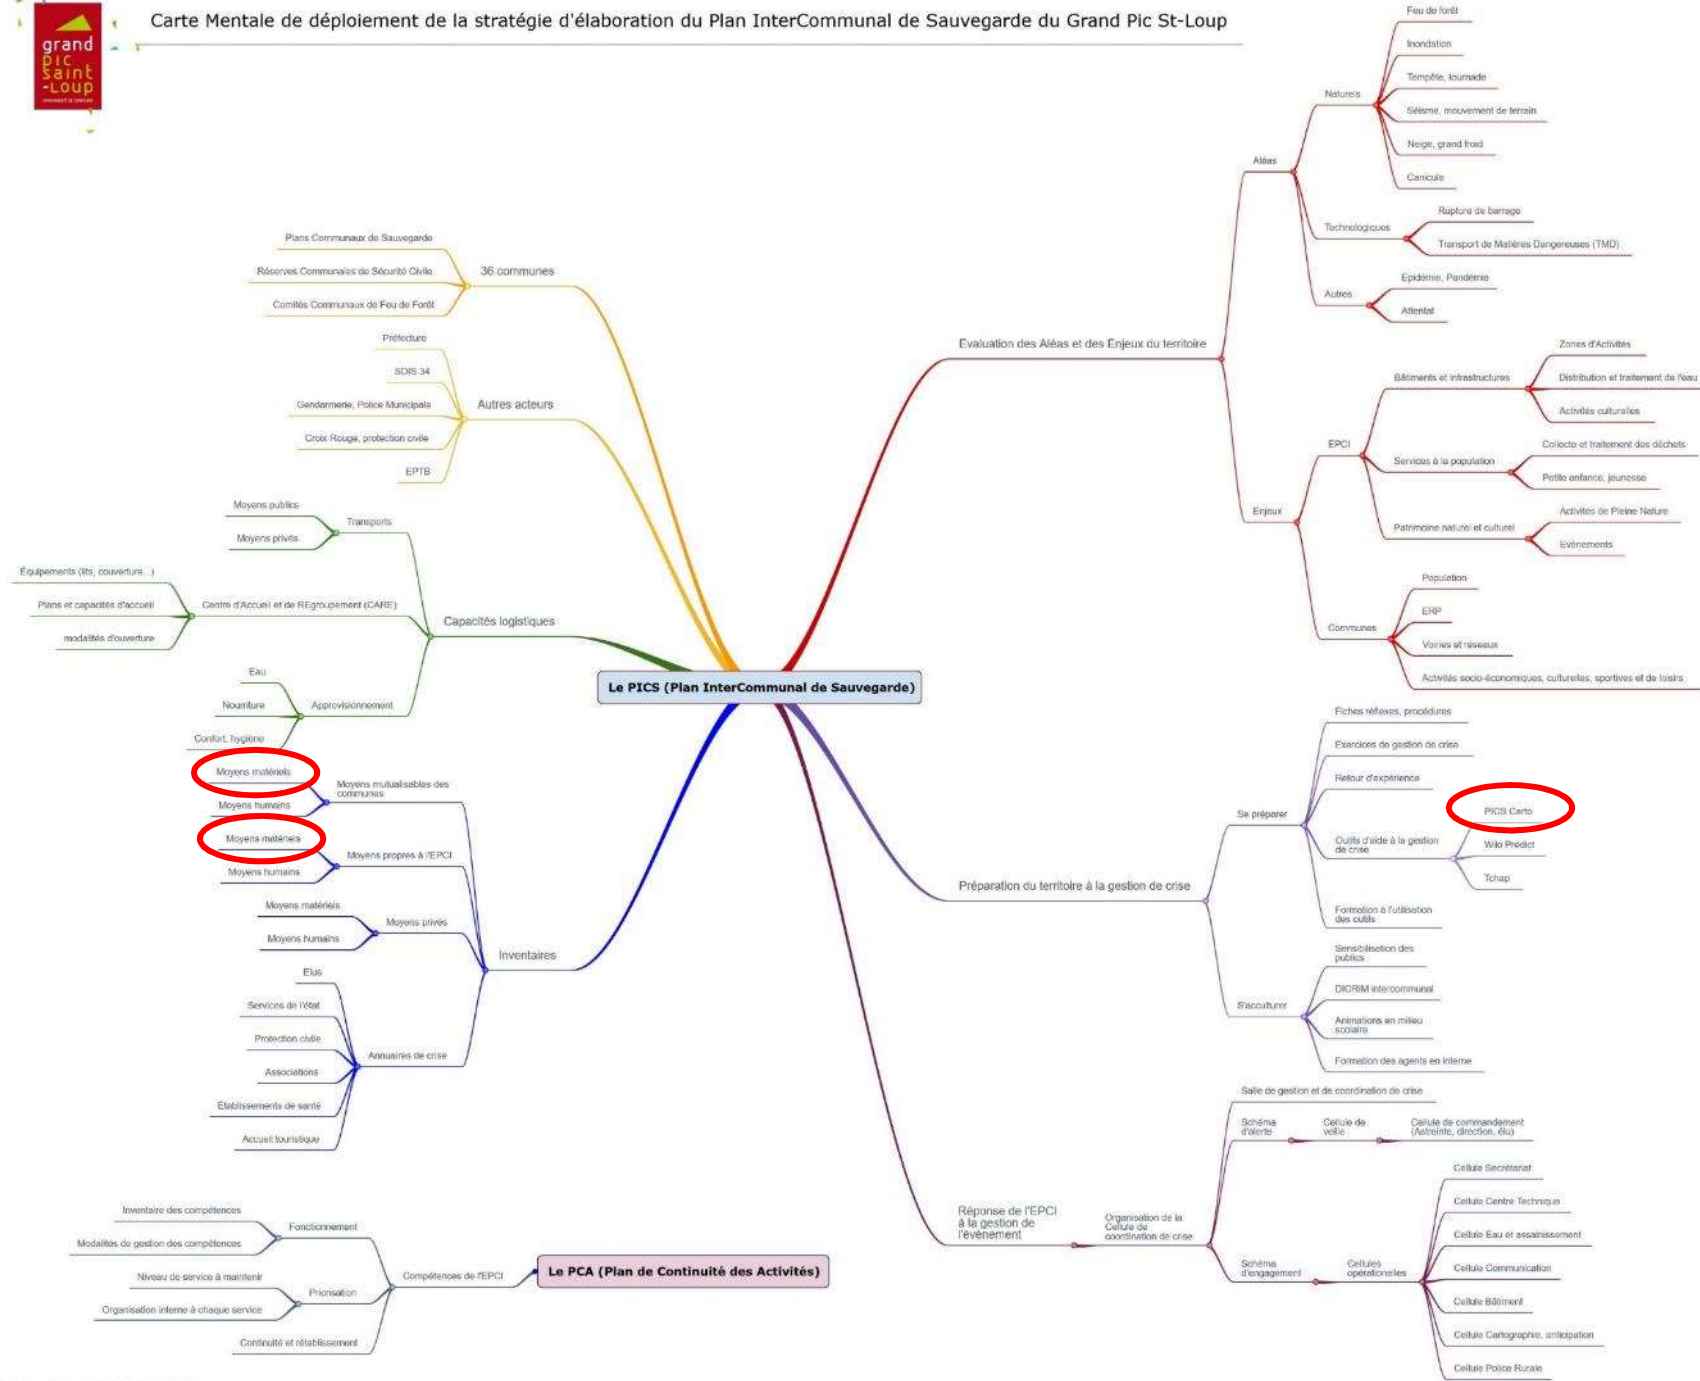 grand
pic
saint
-Loup
Carte Mentale de déploiement de la stratégie d'élaboration du Plan InterCommunal de Sauvegarde du Grand Pic St-Loup
Le PICS (Plan InterCommunal de Sauvegarde)
36 communes
Plans Communaux de Sauvegarde
Réserves Communales de Sécurité Civile
Comités Communaux de Feu de Forêt
Autres acteurs
Préfecture
SDIS 34
Gendarmerie, Police Municipale
Croix Rouge, protection civile
EPTB
Capacités logistiques
Transports
Moyens publics
Moyens privés
Centre d'Accueil et de REgroupement (CARE)
Équipements (lits, couverture...)
Plans et capacités d'accueil
modalités d'ouverture
Approvisionnement
Eau
Nourriture
Confort, hygiène
Inventaires
Moyens mutualisables des
communes
Moyens matériels
Moyens humains
Moyens propres à l'EPCI
Moyens matériels
Moyens humains
Moyens privés
Moyens matériels
Moyens humains
Annuaires de crise
Elus
Services de l'état
Protection civile
Associations
Établissements de santé
Accueil touristique
Evaluation des Aléas et des Enjeux du territoire
Aléas
Naturels
Feu de forêt
Inondation
Tempête, tournade
Séisme, mouvement de terrain
Neige, grand froid
Canicule
Technologiques
Rupture de barrage
Transport de Matières Dangereuses (TMD)
Autres
Epidémie, Pandémie
Attentat
Enjeux
EPCI
Bâtiments et infrastructures
Zones d'Activités
Distribution et traitement de l'eau
Activités culturelles
Services à la population
Collecte et traitement des déchets
Petite enfance, jeunesse
Patrimoine naturel et culturel
Activités de Pleine Nature
Evènements
Communes
Population
ERP
Voiries et réseaux
Activités socio-économiques, culturelles, sportives et de loisirs
Préparation du territoire à la gestion de crise
Se préparer
Fiches réflexes, procédures
Exercices de gestion de crise
Retour d'expérience
Outils d'aide à la gestion
de crise
PICS Carto
Wiki Prédict
Tchap
Formation à l'utilisation
des outils
S'acculturer
Sensibilisation des
publics
DICRIM intercommunal
Animations en milieu
scolaire
Formation des agents en interne
Réponse de l'EPCI
à la gestion de
l'évènement
Organisation de la
Cellule de
coordination de crise
Salle de gestion et de coordination de crise
Schéma
d'alerte
Cellule de
veille
Cellule de commandement
(Astreinte, direction, élu)
Schéma
d'engagement
Cellules
opérationelles
Cellule Secrétariat
Cellule Centre Technique
Cellule Eau et assainissement
Cellule Communication
Cellule Bâtiment
Cellule Cartographie, anticipation
Cellule Police Rurale
Le PCA (Plan de Continuité des Activités)
Compétences de l'EPCI
Fonctionnement
Inventaire des compétences
Modalités de gestion des compétences
Priorisation
Niveau de service à maintenir
Organisation interne à chaque service
Continuité et rétablissement